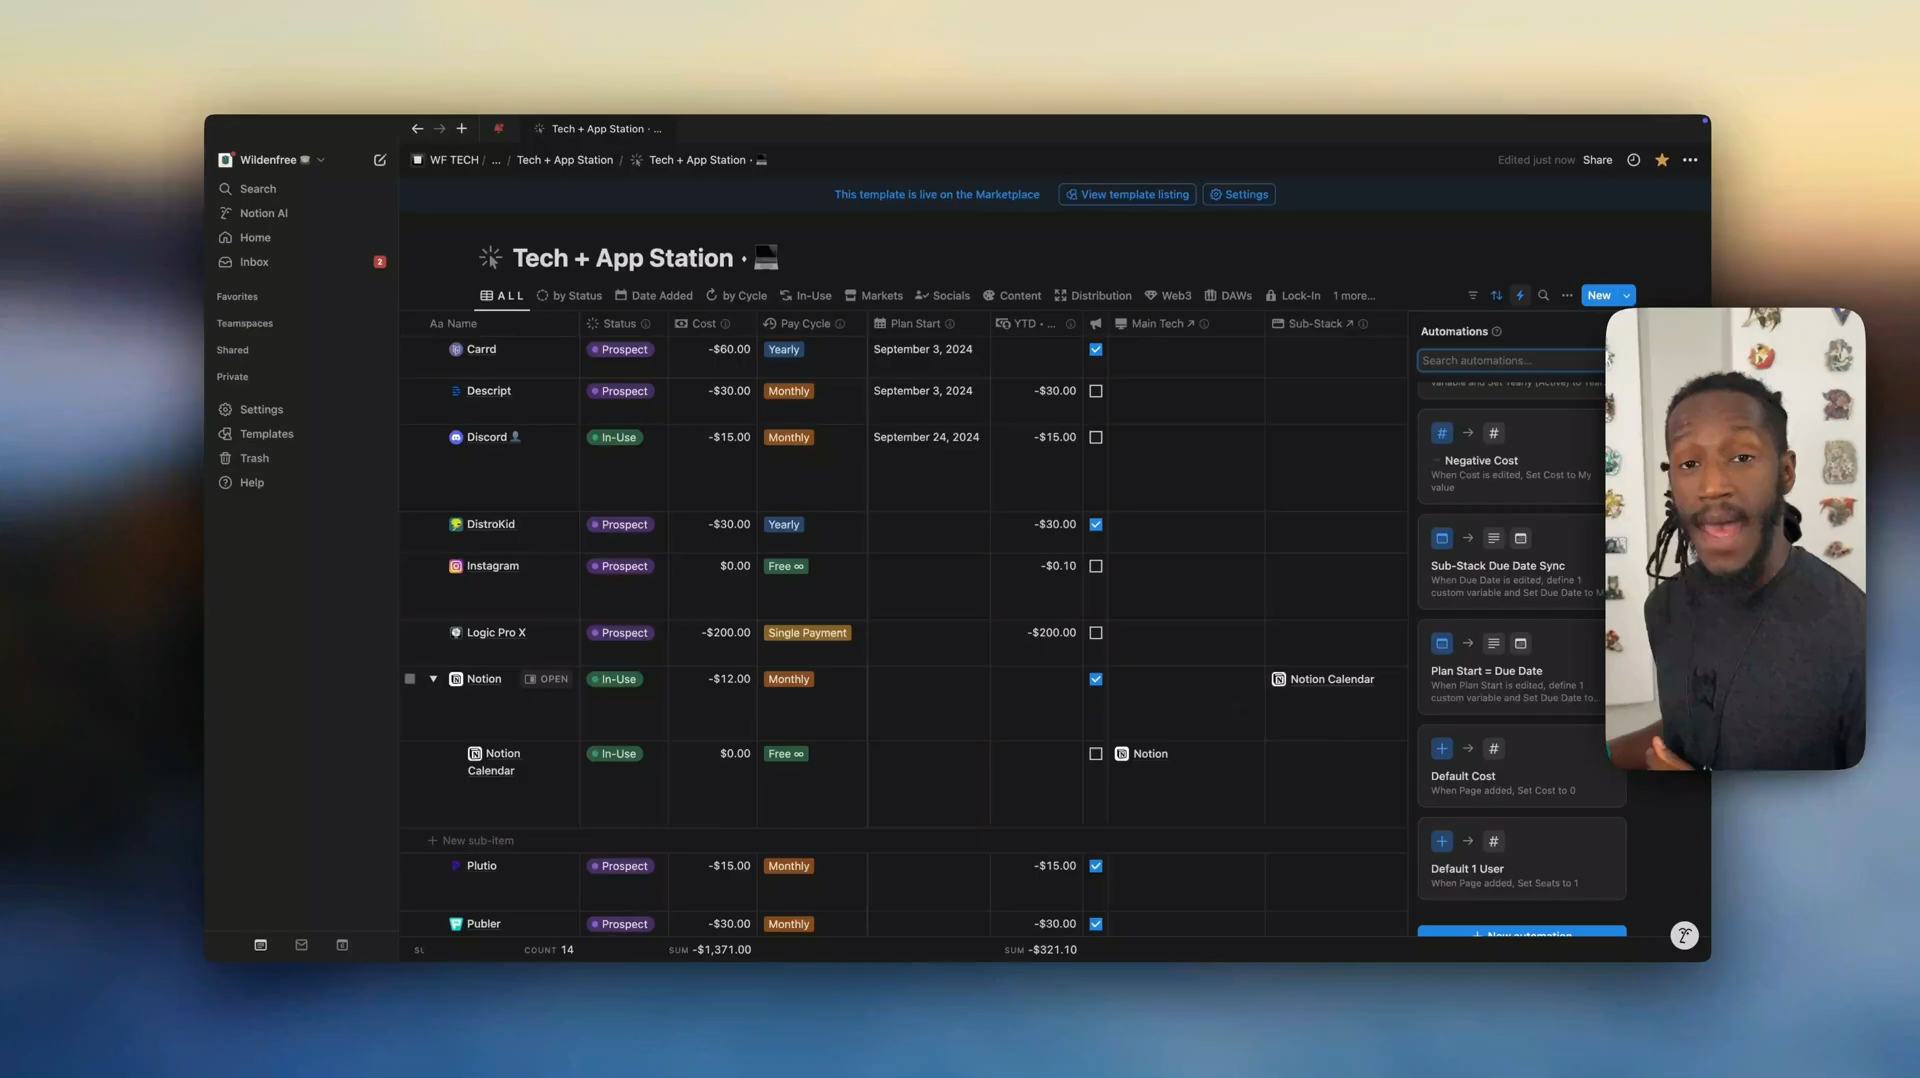 Tech + App Station · ...
Wildenfree
WF TECH / ... / Tech + App Station / Tech + App Station ·
Edited just now Share
Search
Notion AI
Home
Inbox 2
Favorites
Teamspaces
Shared
Private
Settings
Templates
Trash
Help
This template is live on the Marketplace View template listing Settings
Tech + App Station ·
ALL by Status Date Added by Cycle In-Use Markets Socials Content Distribution Web3 DAWs Lock-In 1 more... New
Aa Name Status Cost Pay Cycle Plan Start YTD · ... Main Tech ↗ Sub-Stack ↗
Carrd Prospect -$60.00 Yearly September 3, 2024
Descript Prospect -$30.00 Monthly September 3, 2024 -$30.00
Discord In-Use -$15.00 Monthly September 24, 2024 -$15.00
DistroKid Prospect -$30.00 Yearly -$30.00
Instagram Prospect $0.00 Free ∞ -$0.10
Logic Pro X Prospect -$200.00 Single Payment -$200.00
Notion OPEN In-Use -$12.00 Monthly Notion Calendar
Notion Calendar In-Use $0.00 Free ∞ Notion
+ New sub-item
Plutio Prospect -$15.00 Monthly -$15.00
Publer Prospect -$30.00 Monthly -$30.00
COUNT 14 SUM -$1,371.00 SUM -$321.10
Automations
Search automations...
Negative Cost
When Cost is edited, Set Cost to My
value
Sub-Stack Due Date Sync
When Due Date is edited, define 1
custom variable and Set Due Date to M
Plan Start = Due Date
When Plan Start is edited, define 1
custom variable and Set Due Date to...
Default Cost
When Page added, Set Cost to 0
Default 1 User
When Page added, Set Seats to 1
+ New automation